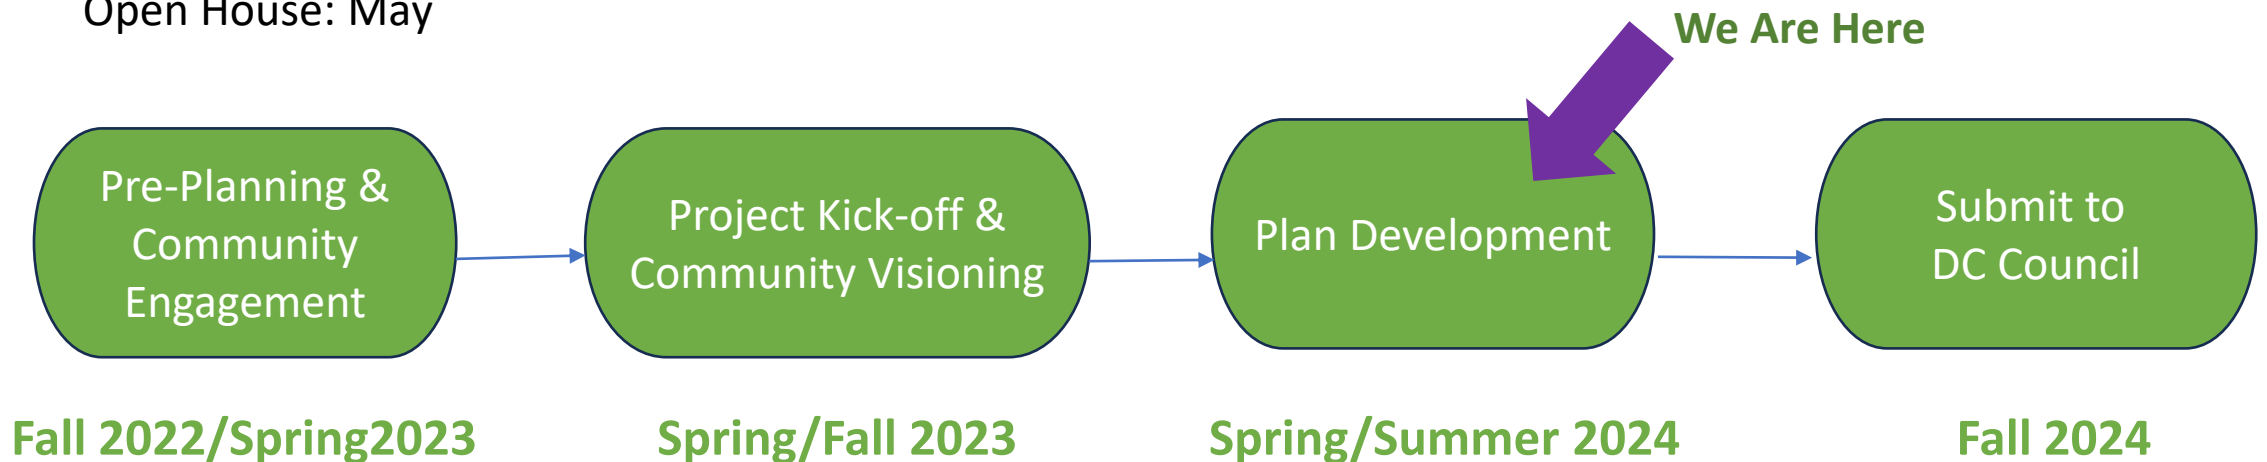 Open House: May
We Are Here
Pre-Planning &
Community
Engagement
Project Kick-off &
Community Visioning
Plan Development
Submit to
DC Council
Fall 2022/Spring2023
Spring/Fall 2023
Spring/Summer 2024
Fall 2024